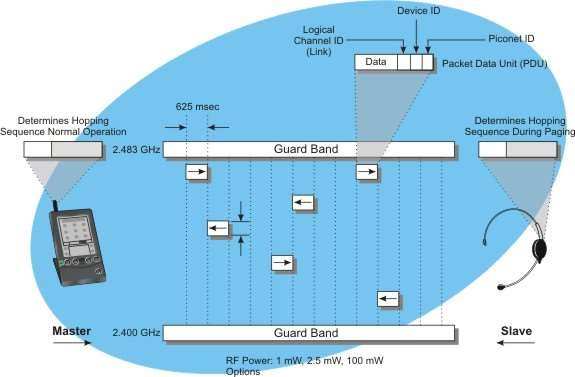 Device ID
Logical
Channel ID
(Link)
Piconet ID
Data
Packet Data Unit (PDU)
625 msec
Determines Hopping
Sequence Normal Operation
Determines Hopping
Sequence During Paging
2.483 GHz
Guard Band
Master
2.400 GHz
Guard Band
Slave
RF Power: 1 mW, 2.5 mW, 100 mW
Options